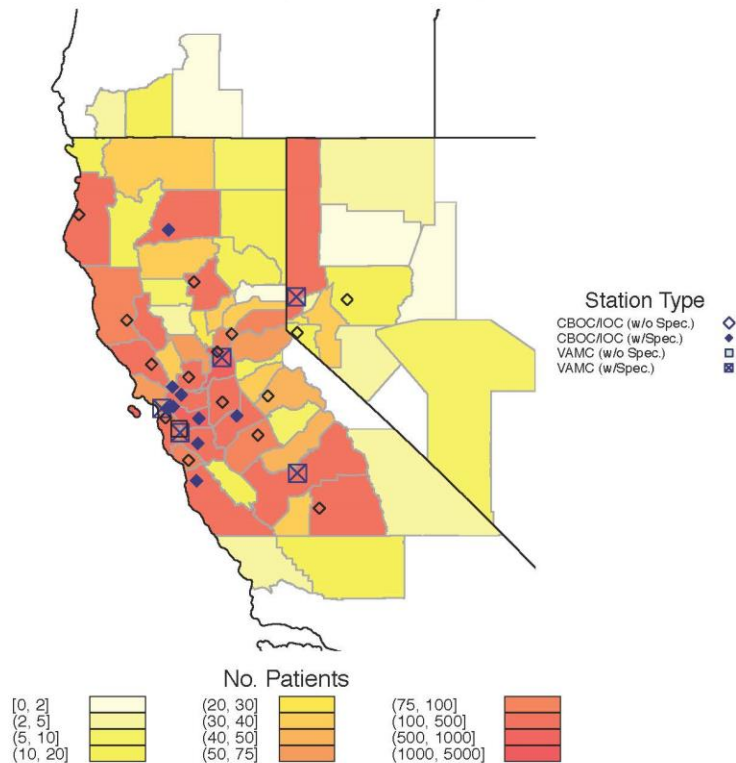 Station Type
CBOC/IOC (w/o Spec.)
CBOC/IOC (w/Spec.)
VAMC (w/o Spec.)
VAMC (w/Spec.)
No. Patients
[0, 2]
(2, 5]
(5, 10]
(10, 20]
(20, 30]
(30, 40]
(40, 50]
(50, 75]
(75, 100]
(100, 500]
(500, 1000]
(1000, 5000]